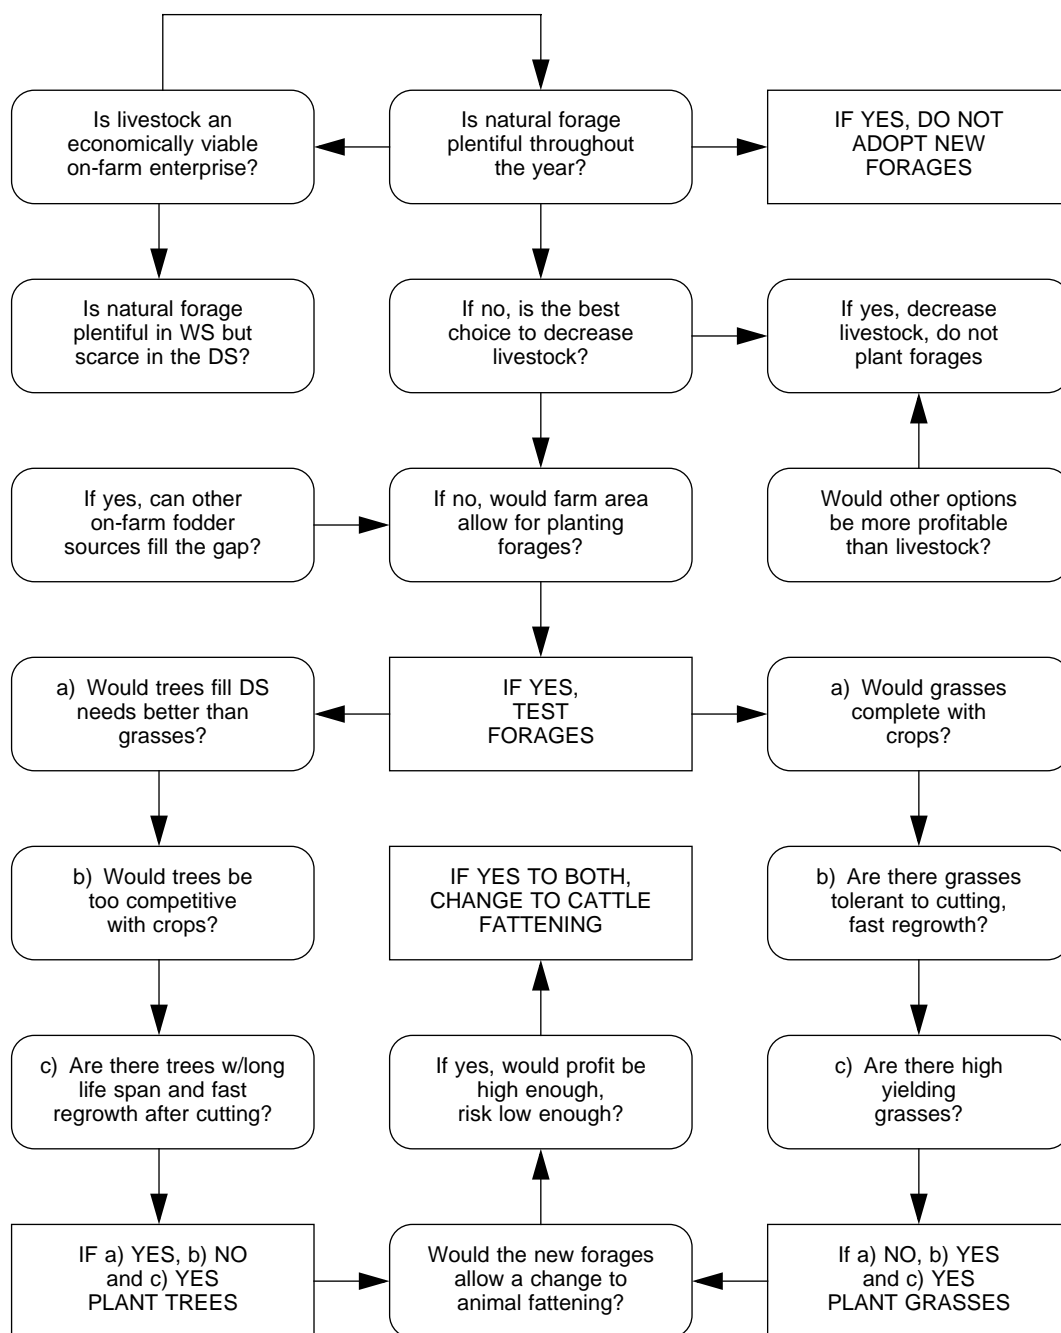 Is livestock an
economically viable
on-farm enterprise?
Is natural forage
plentiful throughout
the year?
IF YES, DO NOT
ADOPT NEW
FORAGES
Is natural forage
plentiful in WS but
scarce in the DS?
If no, is the best
choice to decrease
livestock?
If yes, decrease
livestock, do not
plant forages
If yes, can other
on-farm fodder
sources fill the gap?
If no, would farm area
allow for planting
forages?
Would other options
be more profitable
than livestock?
a) Would trees fill DS
needs better than
grasses?
IF YES,
TEST
FORAGES
a) Would grasses
complete with
crops?
b) Would trees be
too competitive
with crops?
IF YES TO BOTH,
CHANGE TO CATTLE
FATTENING
b) Are there grasses
tolerant to cutting,
fast regrowth?
c) Are there trees w/long
life span and fast
regrowth after cutting?
If yes, would profit be
high enough,
risk low enough?
c) Are there high
yielding
grasses?
IF a) YES, b) NO
and c) YES
PLANT TREES
Would the new forages
allow a change to
animal fattening?
If a) NO, b) YES
and c) YES
PLANT GRASSES